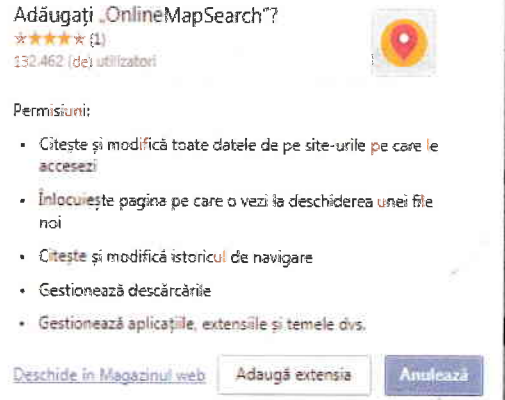 Adăugați „OnlineMapSearch”?
(1)
132.462 (de) utilizatori
Permisiuni:
• Citește și modifică toate datele de pe site-urile pe care le
accesezi
• Înlocuiește pagina pe care o vezi la deschiderea unei file
noi
• Citește și modifică istoricul de navigare
• Gestionează descărcările
• Gestionează aplicațiile, extensiile și temele dvs.
Deschide în Magazinul web
Adaugă extensia
Anulează